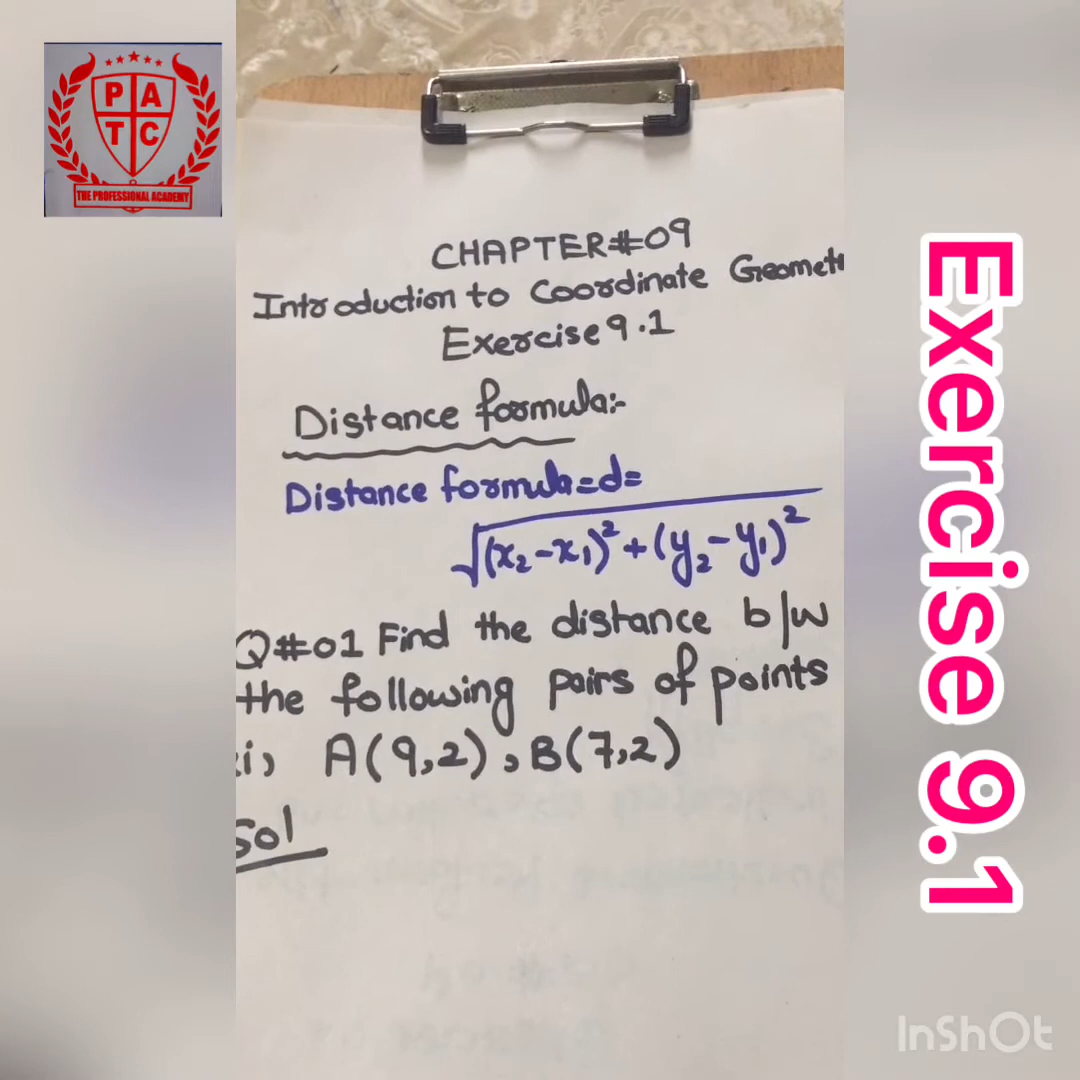 P A
T C
THE PROFESSIONAL ACADEMY
CHAPTER#09
Introduction to Coordinate Geomet
Exercise 9.1
Distance formula:-
Distance formula=d=
√(x₂-x₁)²+(y₂-y₁)²
Q#01 Find the distance b/w
the following pairs of points
i, A(9,2), B(7,2)
Sol
Exercise 9.1
InShOt